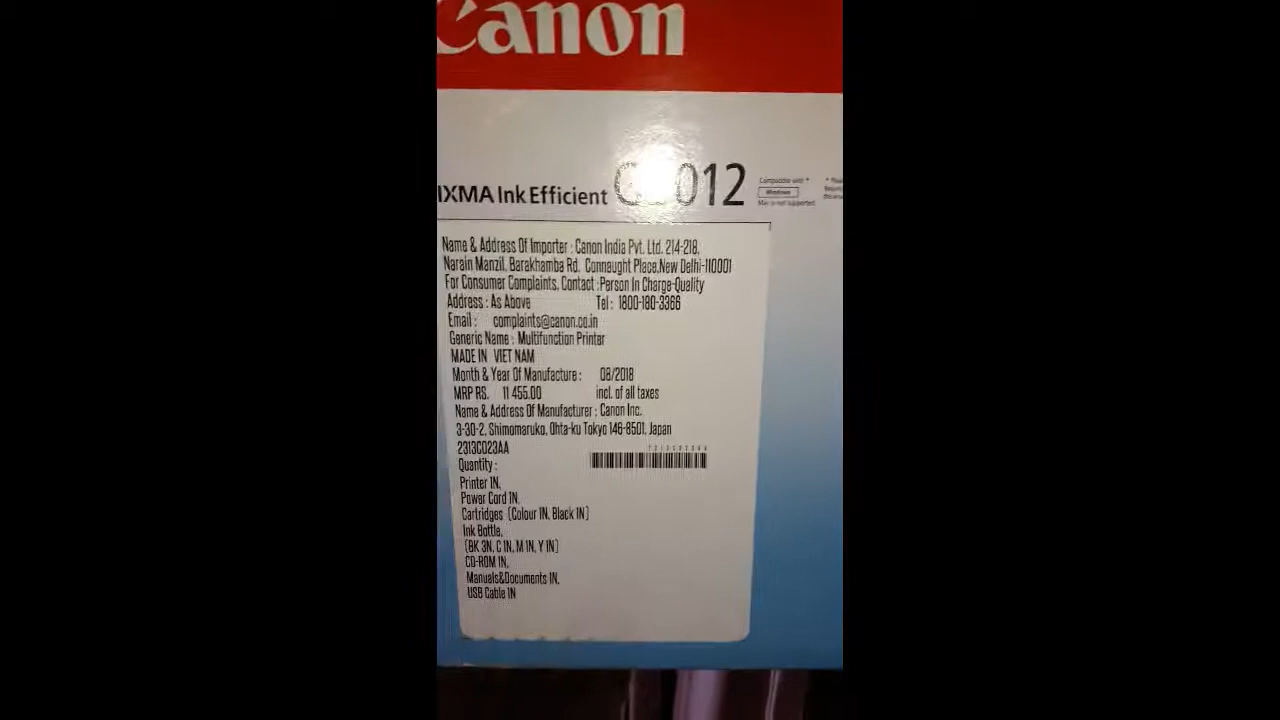 Canon
IXMA Ink Efficient 012
Compatible with *
Windows
Mac is not supported.
Name & Address Of Importer : Canon India Pvt. Ltd. 214-218,
Narain Manzil, Barakhamba Rd, Connaught Place,New Delhi-110001
For Consumer Complaints, Contact :Person In Charge-Quality
Address : As Above Tel : 1800-180-3366
Email : complaints@canon.co.in
Generic Name : Multifunction Printer
MADE IN VIET NAM
Month & Year Of Manufacture : 08/2018
MRP RS. 11 455.00 incl. of all taxes
Name & Address Of Manufacturer : Canon Inc.
3-30-2, Shimomaruko, Ohta-ku Tokyo 146-8501, Japan
2313C023AA
Quantity :
Printer 1N,
Power Cord 1N,
Cartridges (Colour 1N, Black 1N)
Ink Bottle,
(BK 3N, C 1N, M 1N, Y 1N)
CD-ROM 1N,
Manuals&Documents 1N,
USB Cable 1N